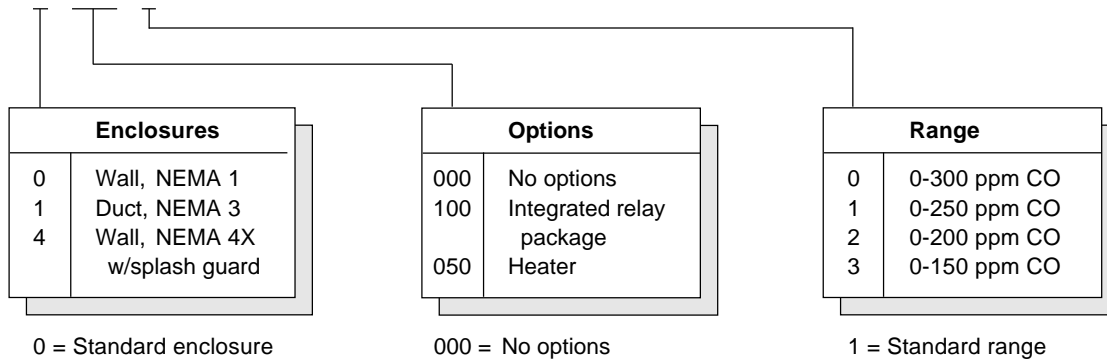 Enclosures
0 Wall, NEMA 1
1 Duct, NEMA 3
4 Wall, NEMA 4X
w/splash guard
0 = Standard enclosure
Options
000 No options
100 Integrated relay
package
050 Heater
000 = No options
Range
0 0-300 ppm CO
1 0-250 ppm CO
2 0-200 ppm CO
3 0-150 ppm CO
1 = Standard range